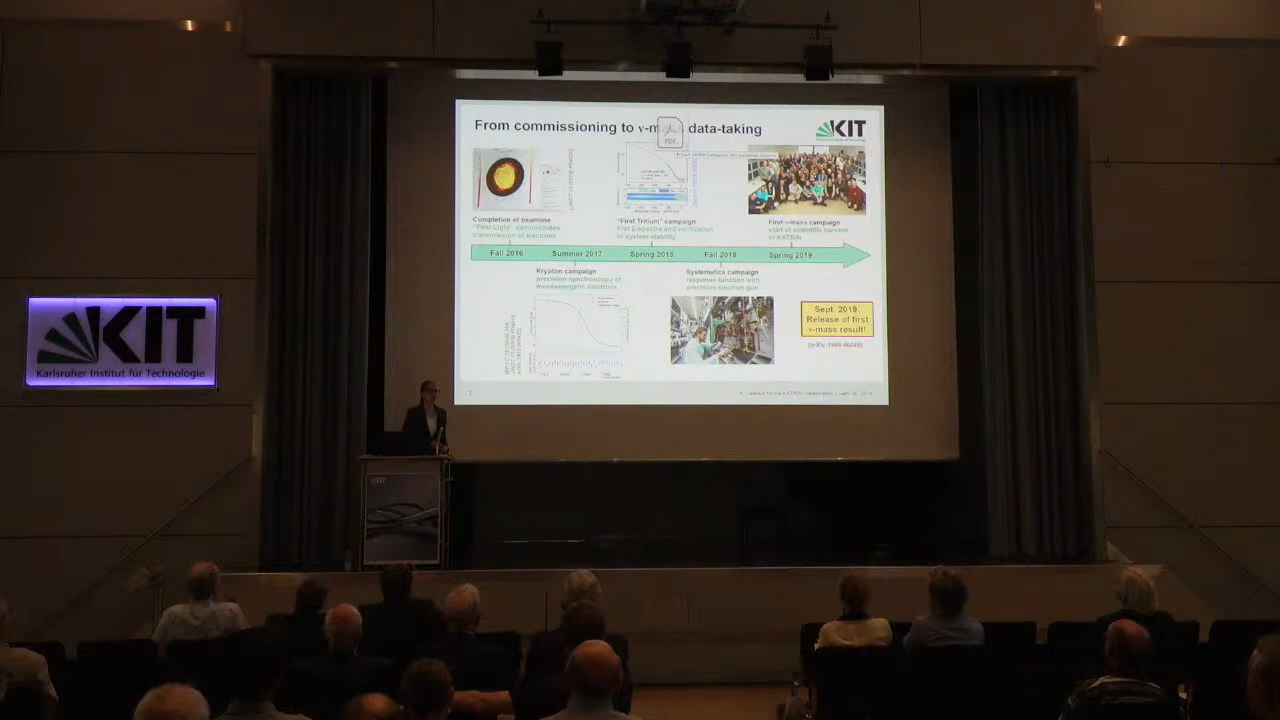 From commissioning to ν-mass data-taking
PDF
KIT
Completion of beamline
"First Light" demonstrates
transmission of electrons
"First Tritium" campaign
first β-spectra and verification
of system stability
First ν-mass campaign
start of scientific harvest
of KATRIN
Fall 2016
Summer 2017
Spring 2018
Fall 2018
Spring 2019
Krypton campaign
precision spectroscopy of
monoenergetic electrons
Systematics campaign
response function with
precision electron gun
Sept. 2019:
Release of first
ν-mass result!
KIT
Karlsruher Institut für Technologie
KIT